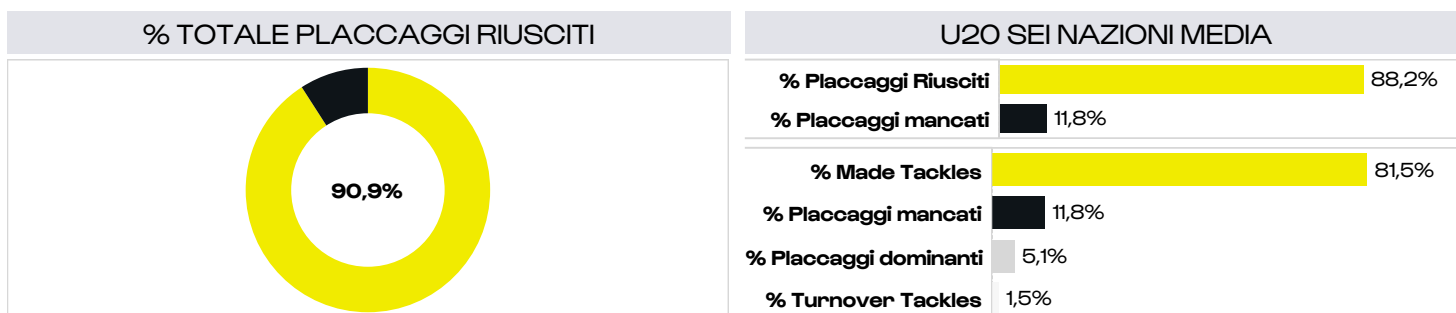 % TOTALE PLACCAGGI RIUSCITI
90,9%
U20 SEI NAZIONI MEDIA
% Placcaggi Riusciti 88,2%
% Placcaggi mancati 11,8%
% Made Tackles 81,5%
% Placcaggi mancati 11,8%
% Placcaggi dominanti 5,1%
% Turnover Tackles 1,5%